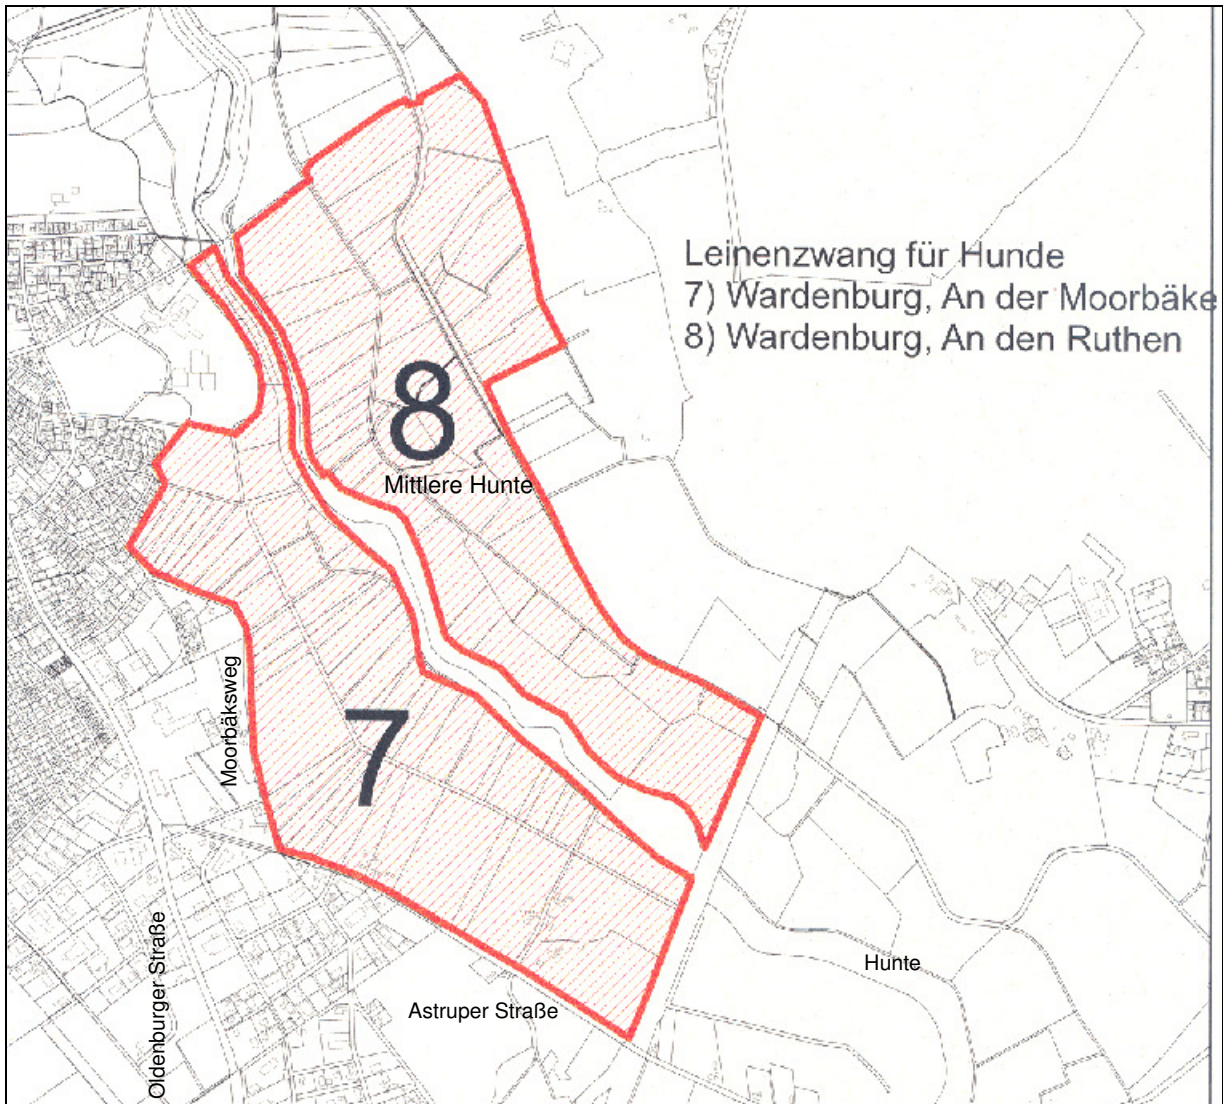 Leinenzwang für Hunde
7) Wardenburg, An der Moorbäke
8) Wardenburg, An den Ruthen
8
Mittlere Hunte
Moorbäksweg
7
Oldenburger Straße
Astruper Straße
Hunte